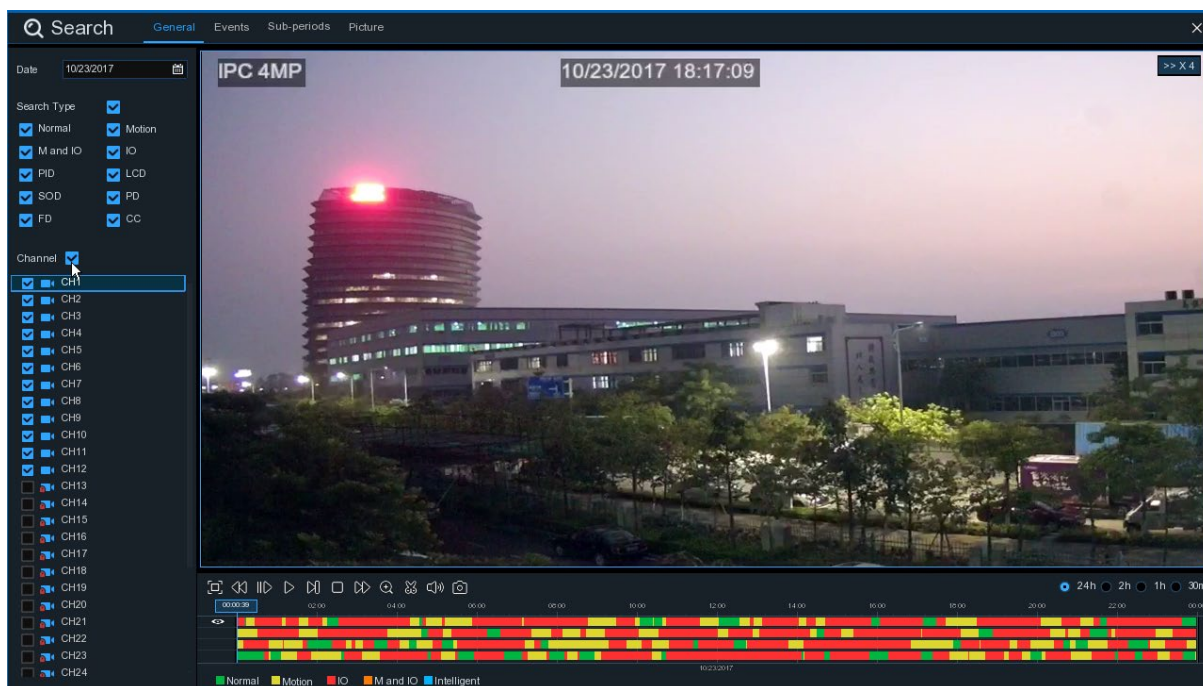 Search General Events Sub-periods Picture
Date 10/23/2017
IPC 4MP 10/23/2017 18:17:09 >> X 4
Search Type
Normal Motion
M and IO IO
PID LCD
SOD PD
FD CC
Channel
CH1
CH2
CH3
CH4
CH5
CH6
CH7
CH8
CH9
CH10
CH11
CH12
CH13
CH14
CH15
CH16
CH17
CH18
CH19
CH20
CH21
CH22
CH23
CH24
24h 2h 1h 30m
00:00:39 02:00 04:00 06:00 08:00 10:00 12:00 14:00 16:00 18:00 20:00 22:00
10/23/2017
Normal Motion IO M and IO Intelligent